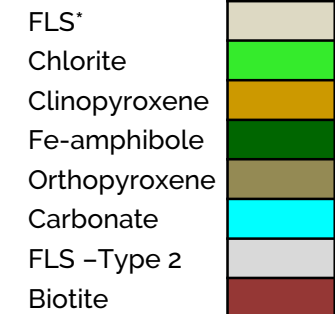 FLS*
Chlorite
Clinopyroxene
Fe-amphibole
Orthopyroxene
Carbonate
FLS –Type 2
Biotite